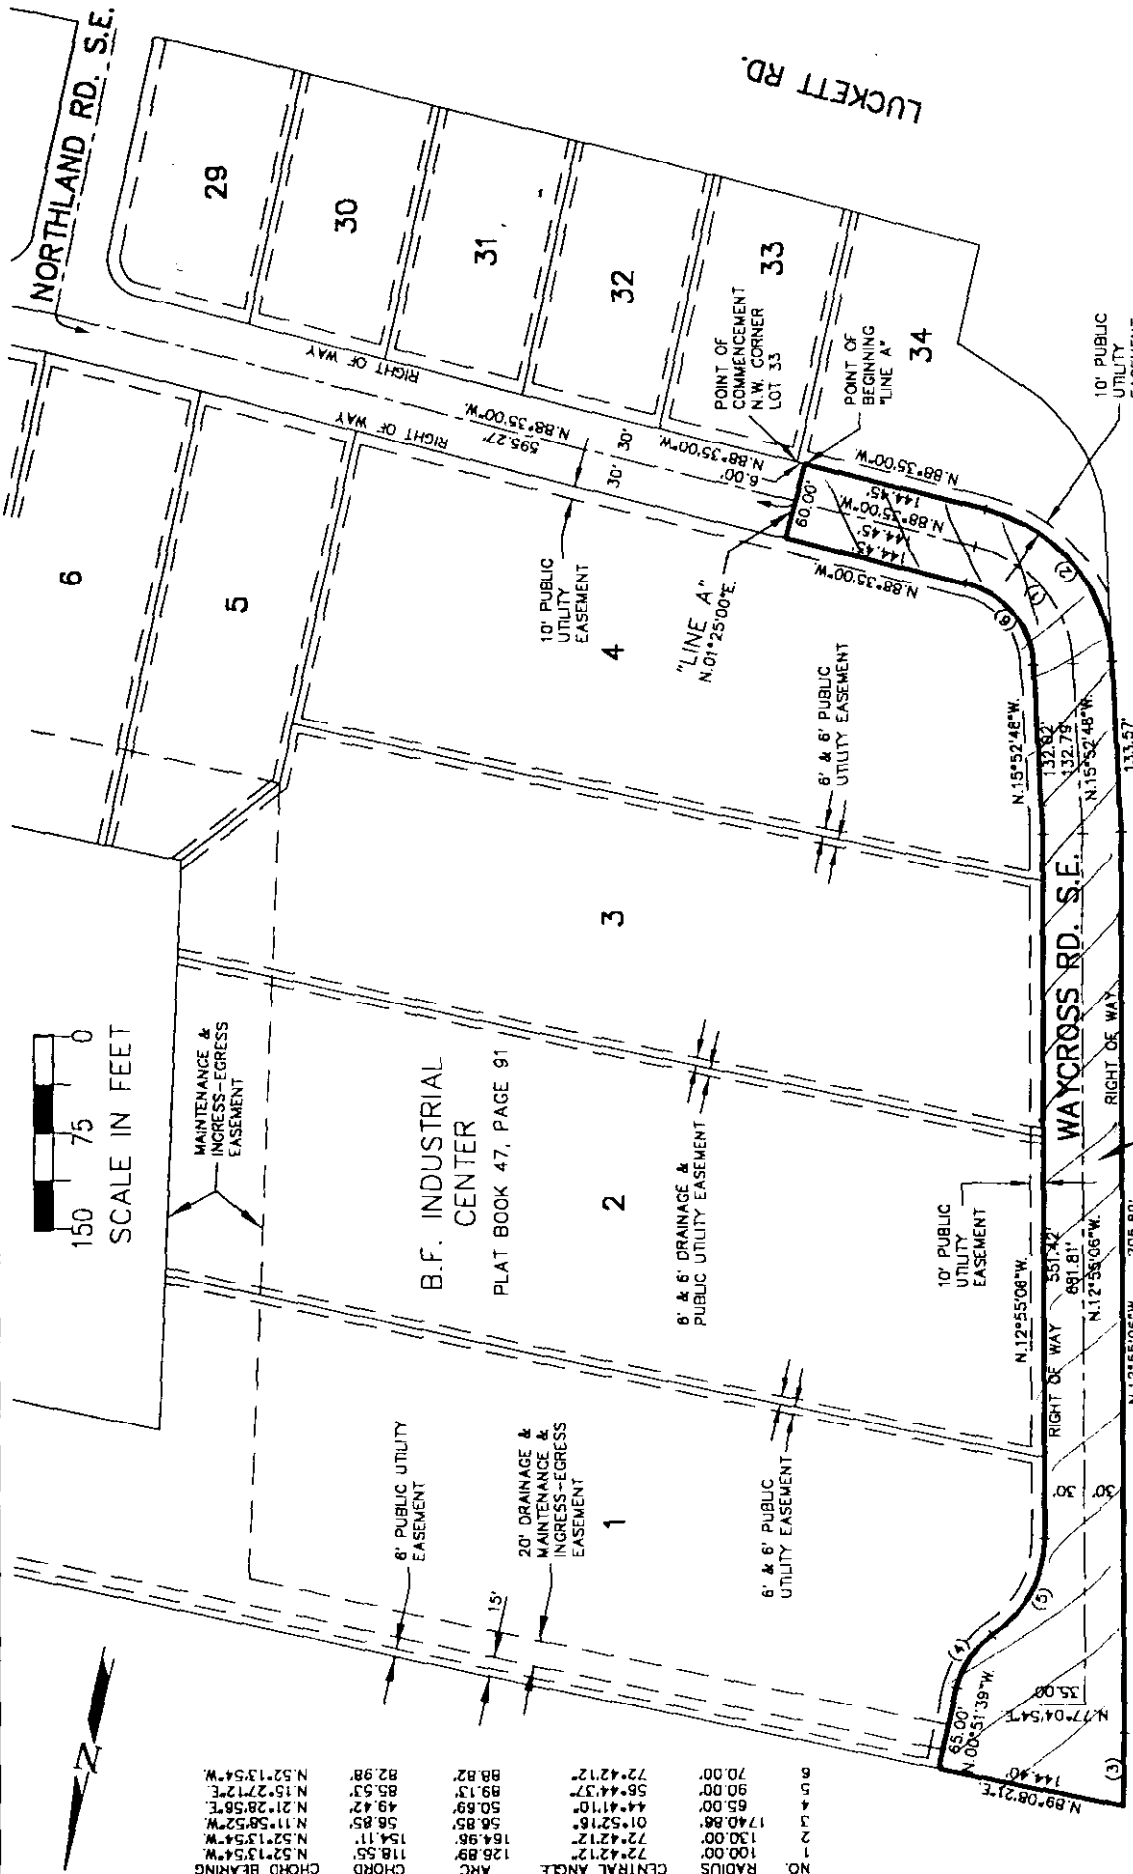 NORTHLAND RD. S.E.
LUCKETT RD.
29
30
31
32
33
34
6
5
4
3
2
1
RIGHT OF WAY
RIGHT OF WAY
595.27'
N.88°35'00"W.
30'
30'
N.88°35'00"W.
6.00'
N.88°35'00"W.
POINT OF
COMMENCEMENT
N.W. CORNER
LOT 33
POINT OF
BEGINNING
"LINE A"
10' PUBLIC
UTILITY
EASEMENT
"LINE A"
N.01°25'00"E.
60.00'
144.45'
N.88°35'00"W.
144.45'
144.45'
N.88°35'00"W.
N.88°35'00"W.
10' PUBLIC
UTILITY
(1)
(2)
(6)
6' & 6' PUBLIC
UTILITY EASEMENT
N.15°52'48"W.
132.02'
132.79'
N.15°52'48"W.
133.57'
0
75
150
SCALE IN FEET
MAINTENANCE &
INGRESS-EGRESS
EASEMENT
B.F. INDUSTRIAL
CENTER
PLAT BOOK 47, PAGE 91
6' & 6' DRAINAGE &
PUBLIC UTILITY EASEMENT
WAYCROSS RD. S.E.
RIGHT OF WAY
10' PUBLIC
UTILITY
EASEMENT
N.12°55'06"W.
RIGHT OF WAY
551.42'
681.81'
N.12°55'06"W.
30'
30'
6' PUBLIC UTILITY
EASEMENT
20' DRAINAGE &
MAINTENANCE &
INGRESS-EGRESS
EASEMENT
15'
6' & 6' PUBLIC
UTILITY EASEMENT
(5)
(4)
65.00'
N.00°51'39"W.
35.00'
N.77°04'54"E.
144.40'
N.89°08'21"E.
(3)
N
NO. RADIUS CENTRAL ANGLE ARC CHORD CHORD BEARING
1 100.00' 72°42'12" 126.89' 118.55' N.52°13'54"W.
2 130.00' 72°42'12" 164.96' 154.11' N.52°13'54"W.
3 1740.86' 01°52'16" 56.85' 56.85' N.11°58'52"W.
4 65.00' 44°41'10" 50.69' 49.42' N.21°28'56"E.
5 90.00' 56°44'37" 89.13' 85.53' N.15°27'12"E.
6 70.00' 72°42'12" 88.82' 82.98' N.52°13'54"W.